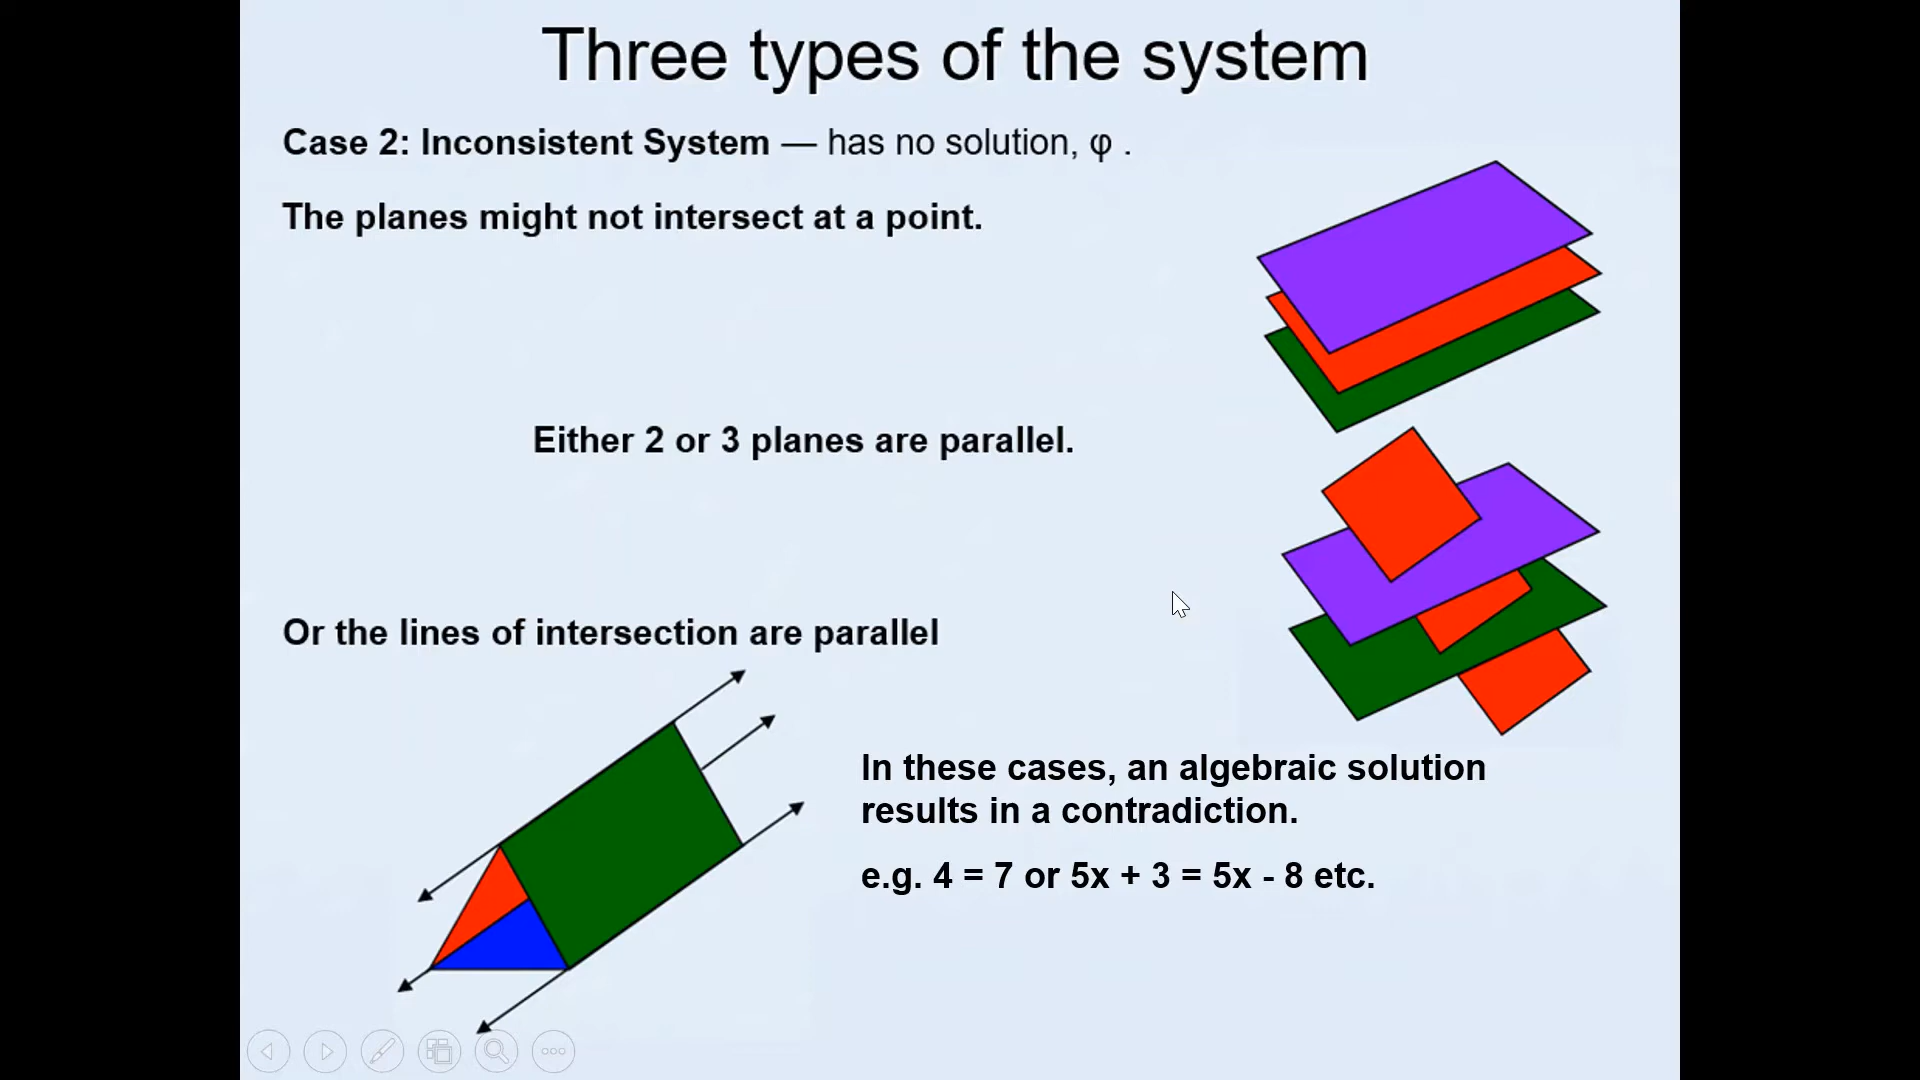 Three types of the system
Case 2: Inconsistent System — has no solution, φ .
The planes might not intersect at a point.
Either 2 or 3 planes are parallel.
Or the lines of intersection are parallel
In these cases, an algebraic solution
results in a contradiction.
e.g. 4 = 7 or 5x + 3 = 5x - 8 etc.